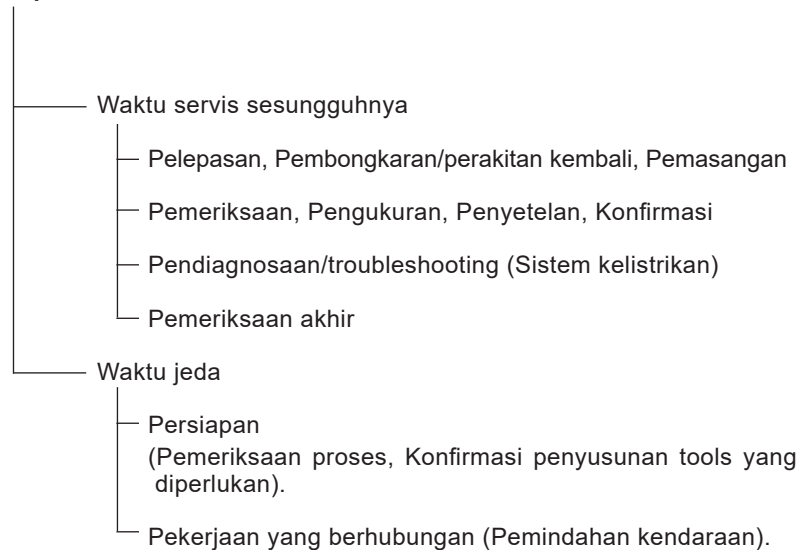 Waktu servis sesungguhnya
Pelepasan, Pembongkaran/perakitan kembali, Pemasangan
Pemeriksaan, Pengukuran, Penyetelan, Konfirmasi
Pendiagnosaan/troubleshooting (Sistem kelistrikan)
Pemeriksaan akhir
Waktu jeda
Persiapan
(Pemeriksaan proses, Konfirmasi penyusunan tools yang
diperlukan).
Pekerjaan yang berhubungan (Pemindahan kendaraan).